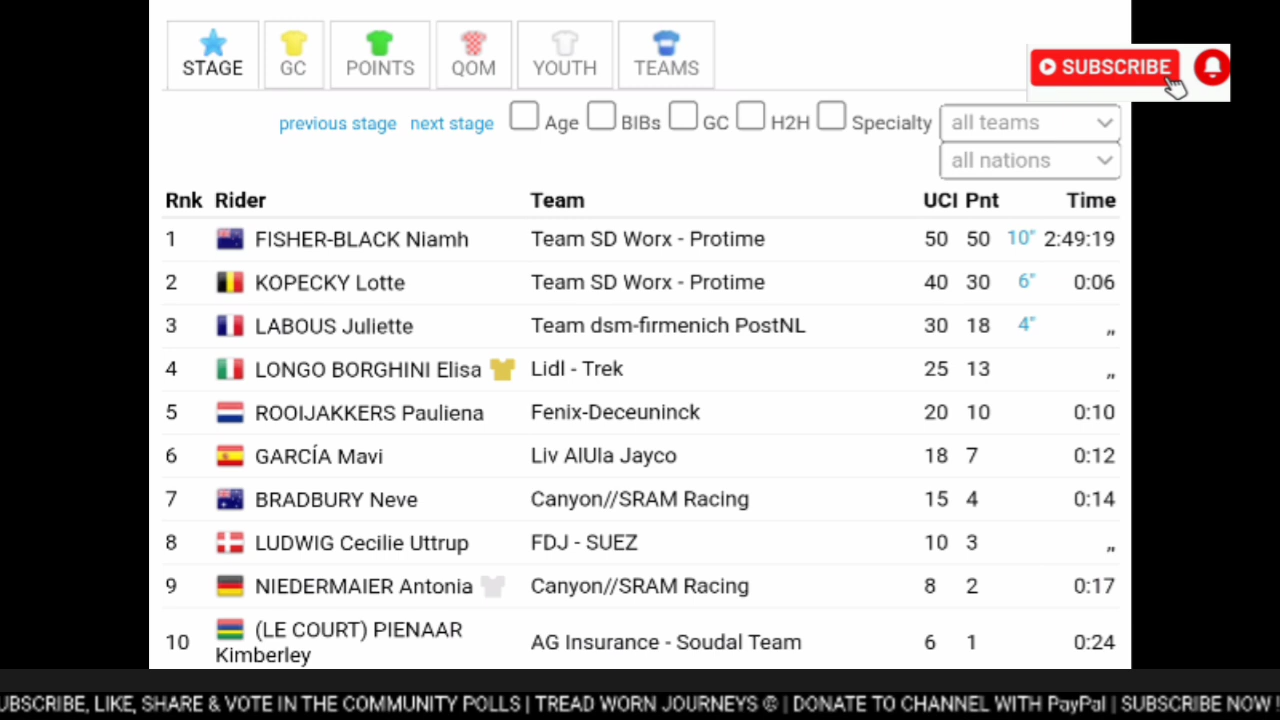 STAGE GC POINTS QOM YOUTH TEAMS
SUBSCRIBE
previous stage next stage Age BIBs GC H2H Specialty all teams
all nations
Rnk Rider Team UCI Pnt Time
1 FISHER-BLACK Niamh Team SD Worx - Protime 50 50 10" 2:49:19
2 KOPECKY Lotte Team SD Worx - Protime 40 30 6" 0:06
3 LABOUS Juliette Team dsm-firmenich PostNL 30 18 4" ,,
4 LONGO BORGHINI Elisa Lidl - Trek 25 13 ,,
5 ROOIJAKKERS Pauliena Fenix-Deceuninck 20 10 0:10
6 GARCÍA Mavi Liv AlUla Jayco 18 7 0:12
7 BRADBURY Neve Canyon//SRAM Racing 15 4 0:14
8 LUDWIG Cecilie Uttrup FDJ - SUEZ 10 3 ,,
9 NIEDERMAIER Antonia Canyon//SRAM Racing 8 2 0:17
10 (LE COURT) PIENAAR Kimberley AG Insurance - Soudal Team 6 1 0:24
UBSCRIBE, LIKE, SHARE & VOTE IN THE COMMUNITY POLLS | TREAD WORN JOURNEYS © | DONATE TO CHANNEL WITH PayPal | SUBSCRIBE NOW